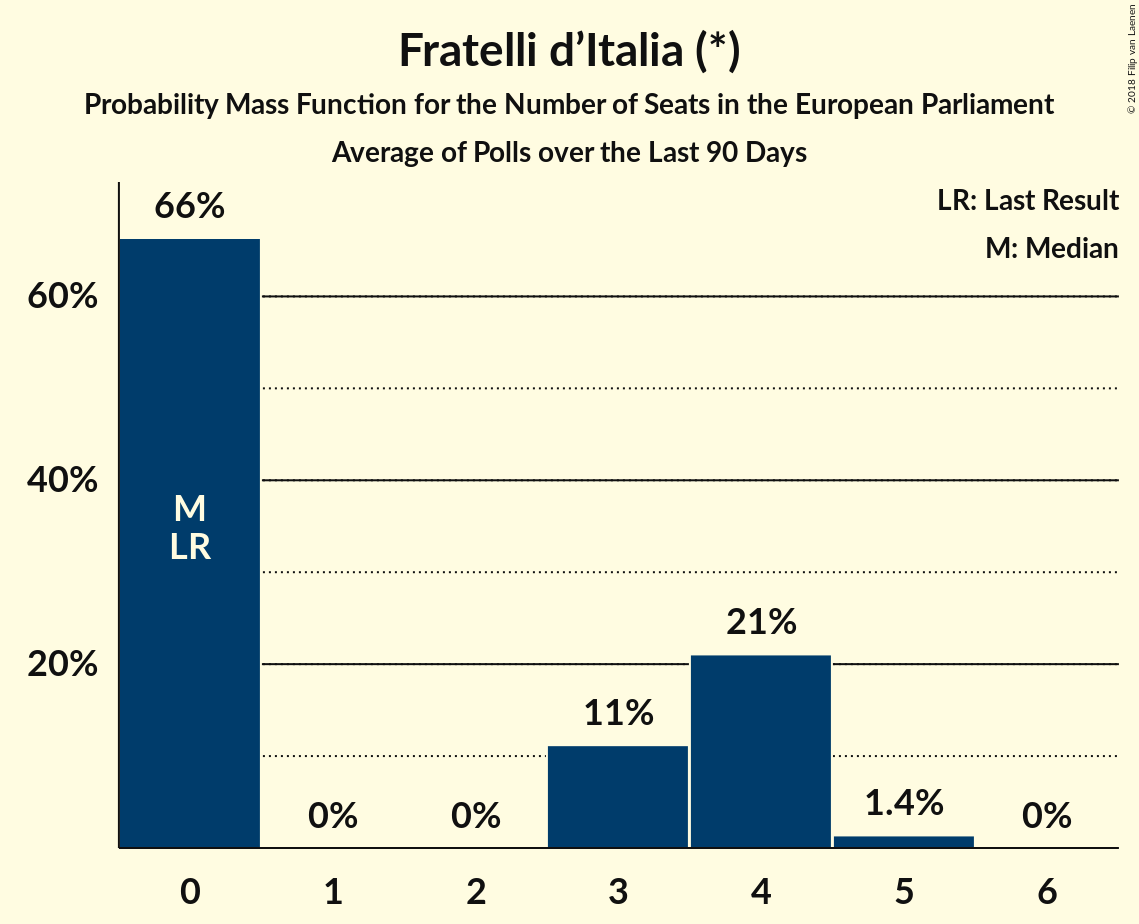 Fratelli d’Italia (*)
Probability Mass Function for the Number of Seats in the European Parliament
Average of Polls over the Last 90 Days
© 2018 Filip van Laenen
LR: Last Result
M: Median
66%
60%
40%
20%
M
LR
0%
0%
11%
21%
1.4%
0%
0 1 2 3 4 5 6